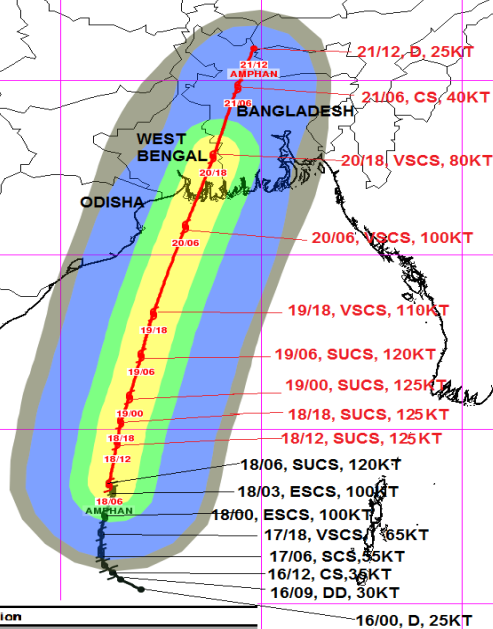 21/12, D, 25KT
21/12
AMPHAN
21/06, CS, 40KT
21/06
BANGLADESH
WEST
BENGAL
20/18, VSCS, 80KT
20/18
ODISHA
20/06, VSCS, 100KT
20/06
19/18, VSCS, 110KT
19/18
19/06, SUCS, 120KT
19/06
19/00, SUCS, 125KT
19/00
18/18, SUCS, 125KT
18/18
18/12, SUCS, 125KT
18/12
18/06, SUCS, 120KT
18/03, ESCS, 100KT
18/06
AMPHAN
18/00, ESCS, 100KT
17/18, VSCS, 65KT
17/06, SCS, 55KT
16/12, CS, 35KT
16/09, DD, 30KT
ion
16/00, D, 25KT